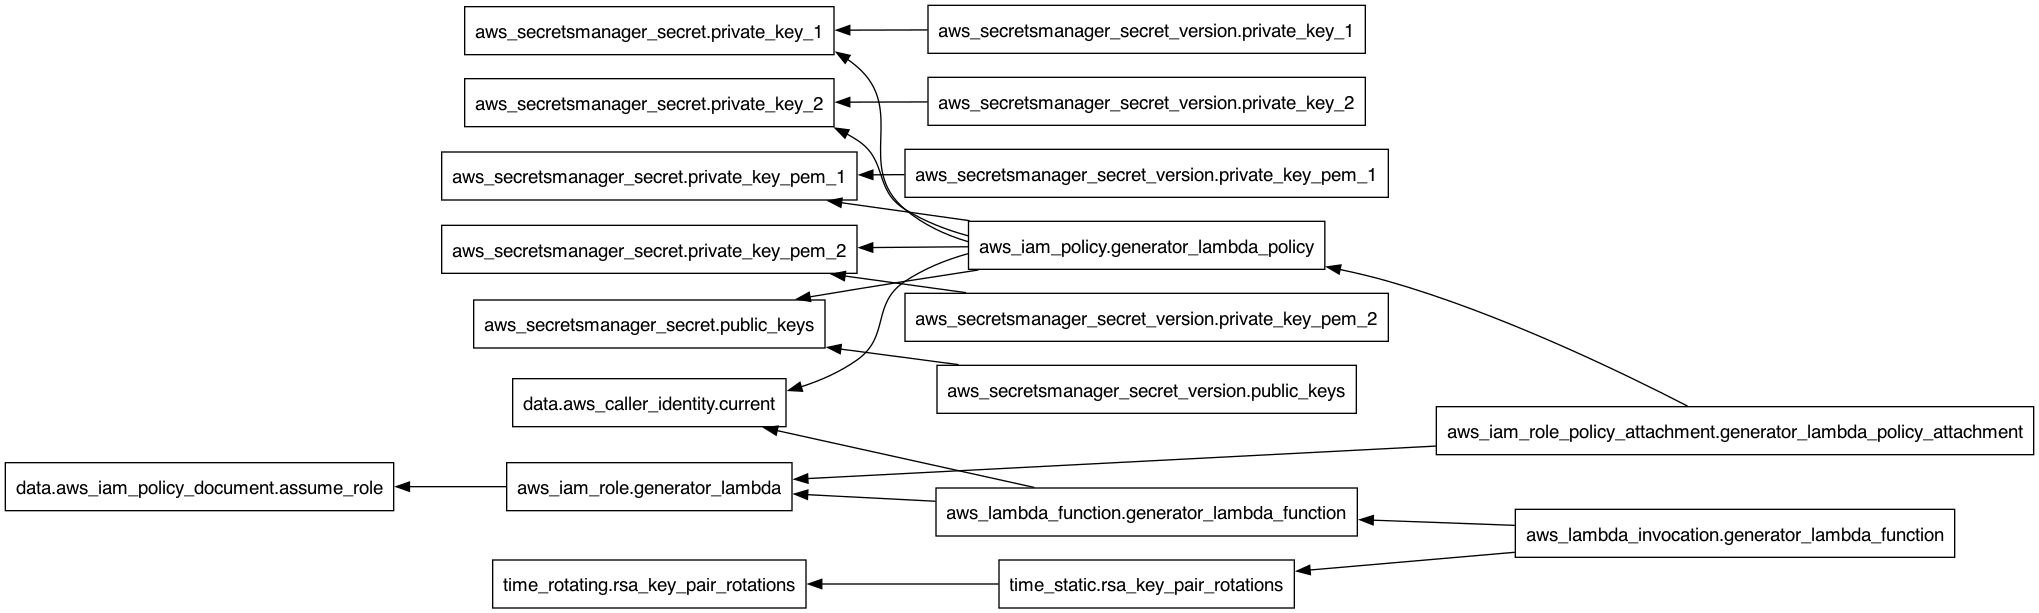 aws_secretsmanager_secret.private_key_1
aws_secretsmanager_secret_version.private_key_1
aws_secretsmanager_secret.private_key_2
aws_secretsmanager_secret_version.private_key_2
aws_secretsmanager_secret.private_key_pem_1
aws_secretsmanager_secret_version.private_key_pem_1
aws_secretsmanager_secret.private_key_pem_2
aws_iam_policy.generator_lambda_policy
aws_secretsmanager_secret.public_keys
aws_secretsmanager_secret_version.private_key_pem_2
data.aws_caller_identity.current
aws_secretsmanager_secret_version.public_keys
aws_iam_role_policy_attachment.generator_lambda_policy_attachment
data.aws_iam_policy_document.assume_role
aws_iam_role.generator_lambda
aws_lambda_function.generator_lambda_function
aws_lambda_invocation.generator_lambda_function
time_rotating.rsa_key_pair_rotations
time_static.rsa_key_pair_rotations